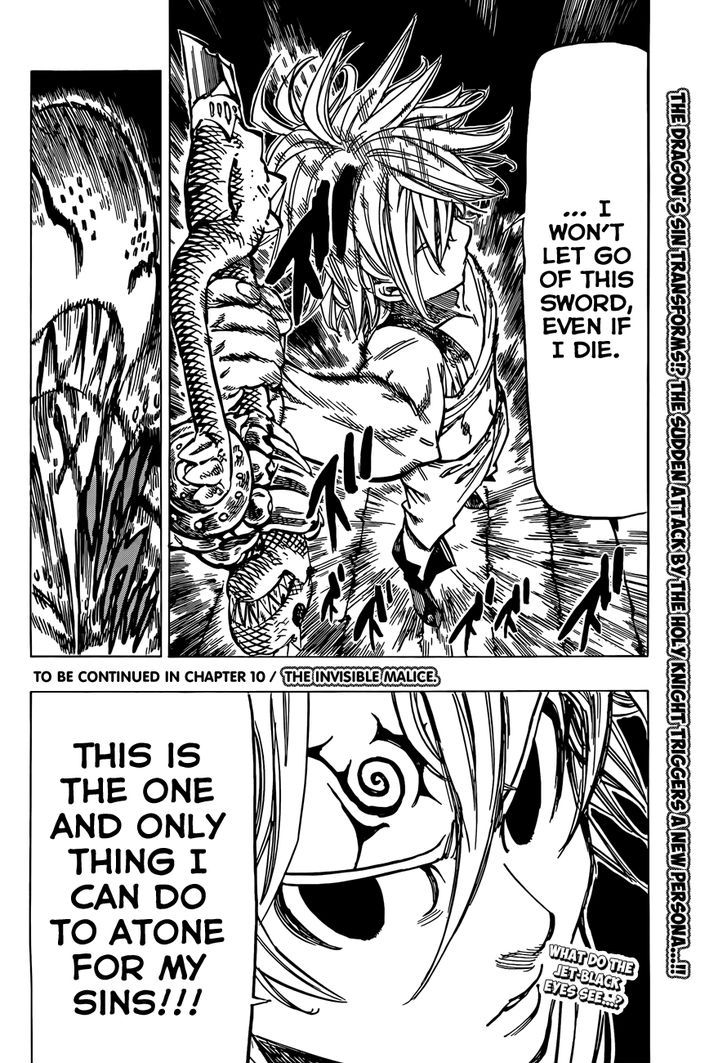 THE DRAGON'S SIN TRANSFORMS!? THE SUDDEN ATTACK BY THE HOLY KNIGHT TRIGGERS A NEW PERSONA...!!
... I
WON'T
LET GO
OF THIS
SWORD,
EVEN IF
I DIE.
TO BE CONTINUED IN CHAPTER 10 / THE INVISIBLE MALICE.
THIS IS
THE ONE
AND ONLY
THING I
CAN DO
TO ATONE
FOR MY
SINS!!!
WHAT DO THE
JET-BLACK
EYES SEE...?